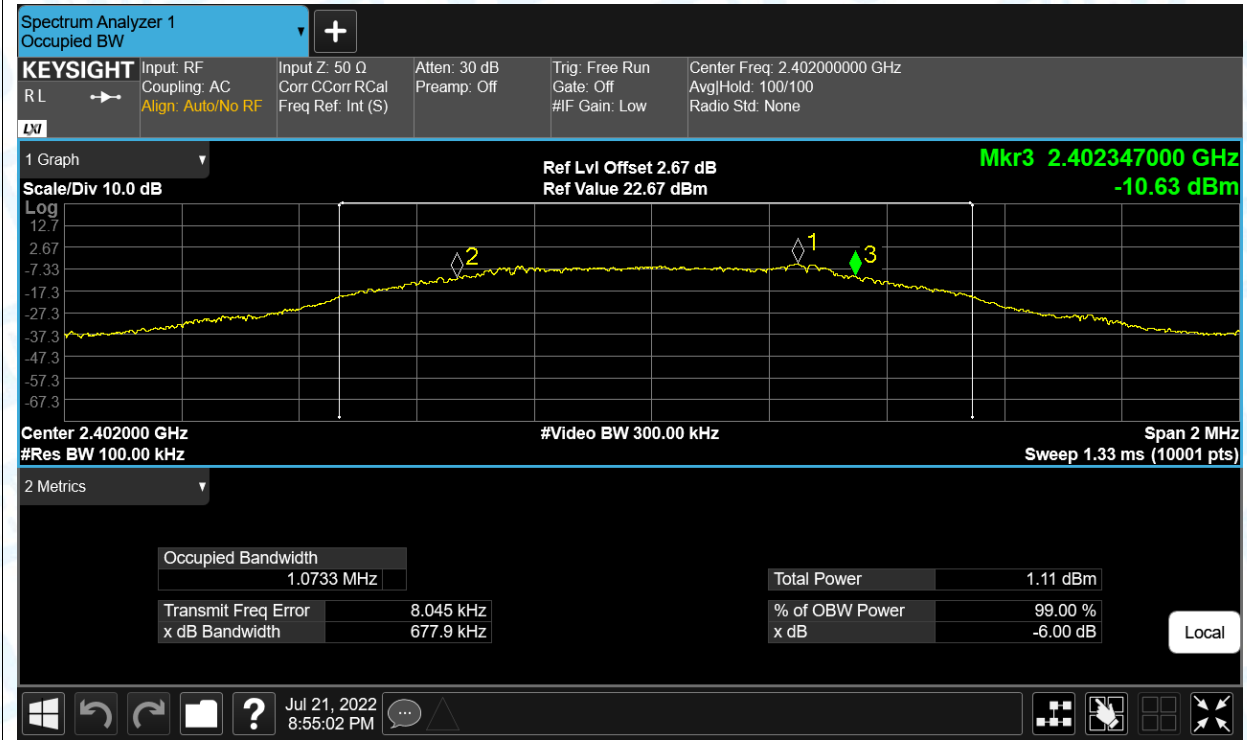 Spectrum Analyzer 1
Occupied BW
KEYSIGHT
R L
LXI
Input: RF
Coupling: AC
Align: Auto/No RF
Input Z: 50 Ω
Corr CCorr RCal
Freq Ref: Int (S)
Atten: 30 dB
Preamp: Off
Trig: Free Run
Gate: Off
#IF Gain: Low
Center Freq: 2.402000000 GHz
Avg|Hold: 100/100
Radio Std: None
1 Graph
Scale/Div 10.0 dB
Ref Lvl Offset 2.67 dB
Ref Value 22.67 dBm
Mkr3 2.402347000 GHz
-10.63 dBm
Log
12.7
2.67
-7.33
-17.3
-27.3
-37.3
-47.3
-57.3
-67.3
2
1
3
Center 2.402000 GHz
#Video BW 300.00 kHz
Span 2 MHz
#Res BW 100.00 kHz
Sweep 1.33 ms (10001 pts)
2 Metrics
Occupied Bandwidth
1.0733 MHz
Transmit Freq Error 8.045 kHz
x dB Bandwidth 677.9 kHz
Total Power 1.11 dBm
% of OBW Power 99.00 %
x dB -6.00 dB
Local
?
Jul 21, 2022
8:55:02 PM